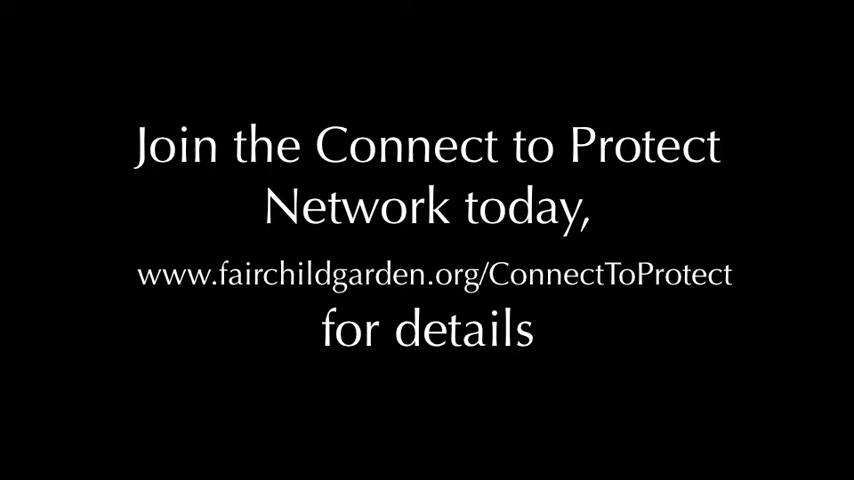 Join the Connect to Protect
Network today,
www.fairchildgarden.org/ConnectToProtect
for details